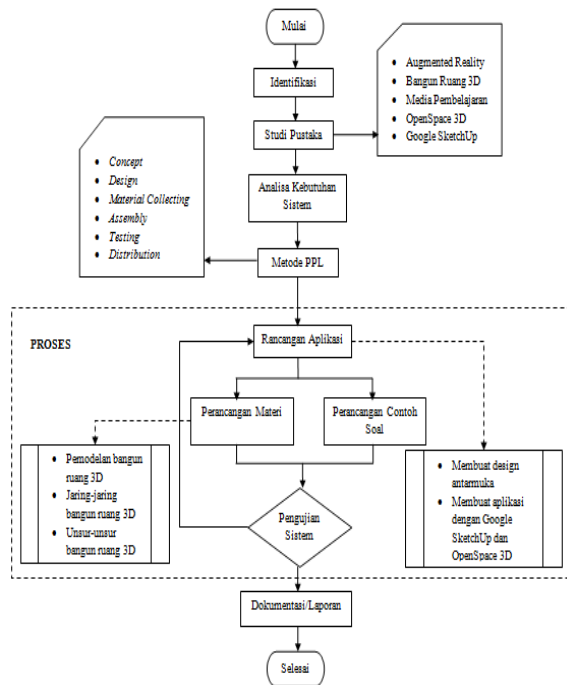 Mulai
Identifikasi
Studi Pustaka
• Augmented Reality
• Bangun Ruang 3D
• Media Pembelajaran
• OpenSpace 3D
• Google SketchUp
Analisa Kebutuhan
Sistem
Metode PPL
• Concept
• Design
• Material Collecting
• Assembly
• Testing
• Distribution
PROSES
Rancangan Aplikasi
Perancangan Materi
Perancangan Contoh
Soal
• Pemodelan bangun
ruang 3D
• Jaring-jaring
bangun ruang 3D
• Unsur-unsur
bangun ruang 3D
Pengujian
Sistem
• Membuat design
antarmuka
• Membuat aplikasi
dengan Google
SketchUp dan
OpenSpace 3D
Dokumentasi/Laporan
Selesai